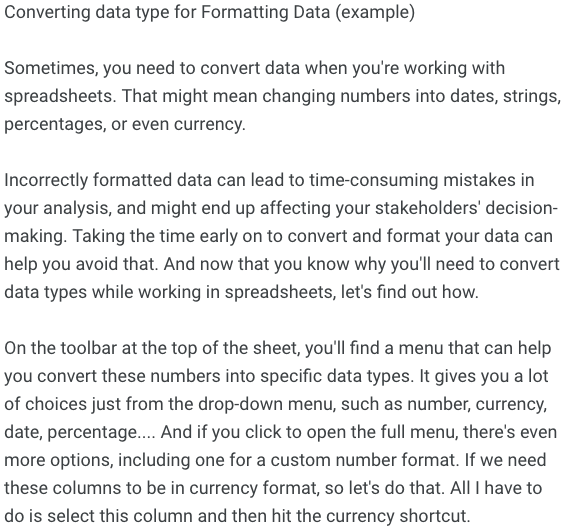 Converting data type for Formatting Data (example)
Sometimes, you need to convert data when you're working with
spreadsheets. That might mean changing numbers into dates, strings,
percentages, or even currency.
Incorrectly formatted data can lead to time-consuming mistakes in
your analysis, and might end up affecting your stakeholders' decision-
making. Taking the time early on to convert and format your data can
help you avoid that. And now that you know why you'll need to convert
data types while working in spreadsheets, let's find out how.
On the toolbar at the top of the sheet, you'll find a menu that can help
you convert these numbers into specific data types. It gives you a lot
of choices just from the drop-down menu, such as number, currency,
date, percentage.... And if you click to open the full menu, there's even
more options, including one for a custom number format. If we need
these columns to be in currency format, so let's do that. All I have to
do is select this column and then hit the currency shortcut.